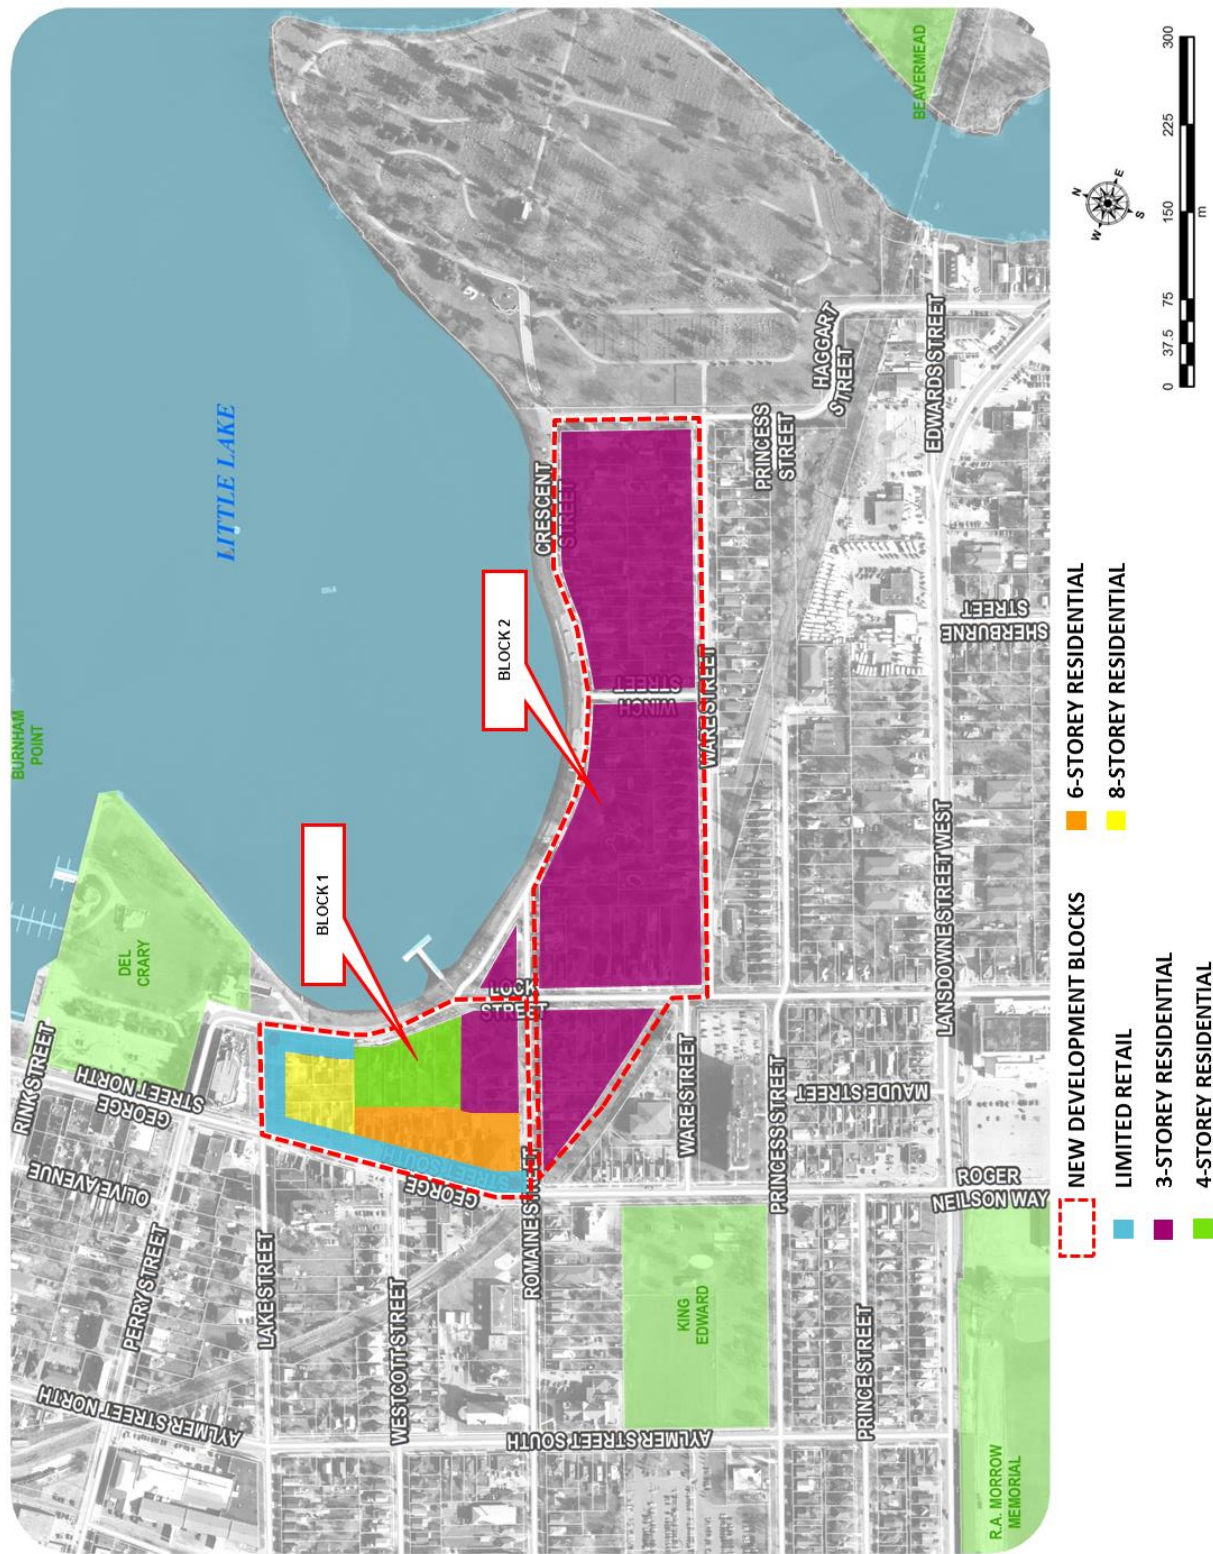 BURNHAM
POINT
BEAVERMEAD
LITTLE LAKE
DEL
CRARY
RINK STREET
GEORGE
STREET NORTH
OLIVE AVENUE
PERRY STREET
LAKE STREET
AYLMER STREET NORTH
WESTCOTT STREET
GEORGE
STREET SOUTH
ROMAINE STREET
LOCK
STREET
BLOCK 1
BLOCK 2
CRESCENT
STREET
WINCH
STREET
WARE STREET
HAGGART
STREET
PRINCESS
STREET
EDWARDS STREET
SHERBURNE
STREET
LANSDOWNE STREET WEST
WARE STREET
MAUDE STREET
PRINCESS STREET
ROGER
NEILSON WAY
KING
EDWARD
AYLMER STREET SOUTH
PRINCE STREET
R.A. MORROW
MEMORIAL
NEW DEVELOPMENT BLOCKS
LIMITED RETAIL
3-STOREY RESIDENTIAL
4-STOREY RESIDENTIAL
6-STOREY RESIDENTIAL
8-STOREY RESIDENTIAL
N
E
S
W
0 37.5 75 150 225 300
m